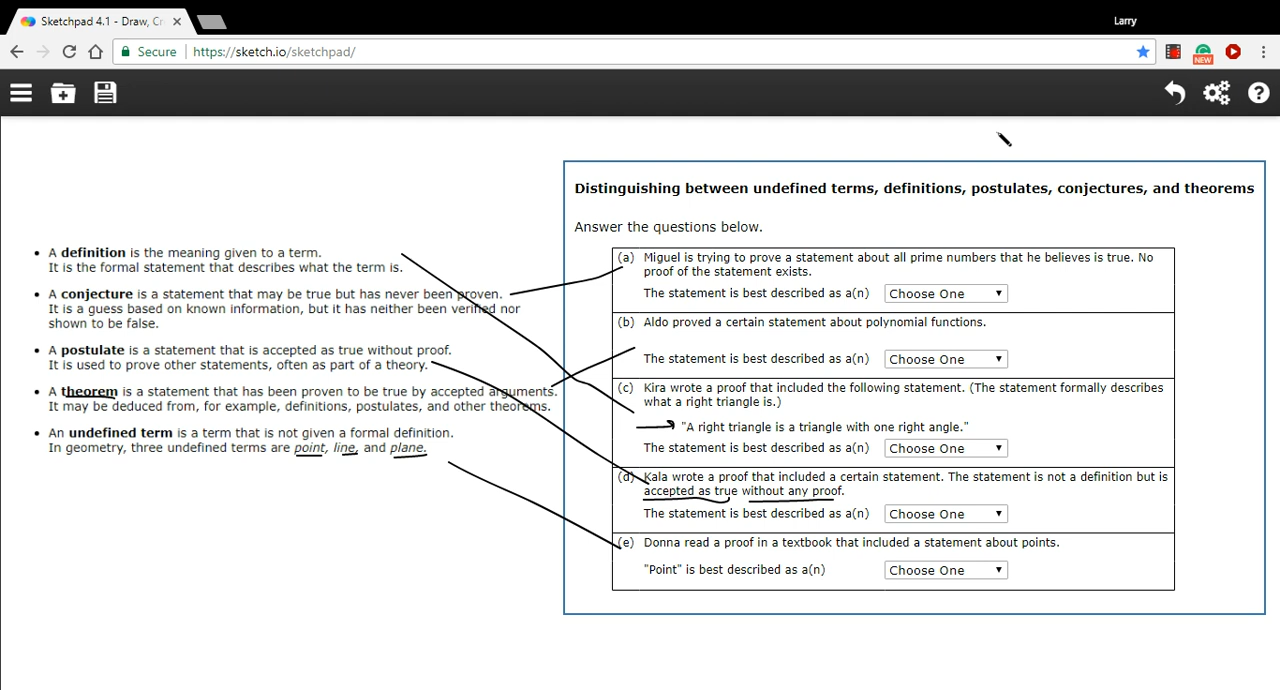 Sketchpad 4.1 - Draw, Cr
Larry
Secure
https://sketch.io/sketchpad/
NEW
• A definition is the meaning given to a term.
It is the formal statement that describes what the term is.
• A conjecture is a statement that may be true but has never been proven.
It is a guess based on known information, but it has neither been verified nor
shown to be false.
• A postulate is a statement that is accepted as true without proof.
It is used to prove other statements, often as part of a theory.
• A theorem is a statement that has been proven to be true by accepted arguments.
It may be deduced from, for example, definitions, postulates, and other theorems.
• An undefined term is a term that is not given a formal definition.
In geometry, three undefined terms are point, line, and plane.
Distinguishing between undefined terms, definitions, postulates, conjectures, and theorems
Answer the questions below.
(a) Miguel is trying to prove a statement about all prime numbers that he believes is true. No
proof of the statement exists.
The statement is best described as a(n) Choose One
(b) Aldo proved a certain statement about polynomial functions.
The statement is best described as a(n) Choose One
(c) Kira wrote a proof that included the following statement. (The statement formally describes
what a right triangle is.)
"A right triangle is a triangle with one right angle."
The statement is best described as a(n) Choose One
(d) Kala wrote a proof that included a certain statement. The statement is not a definition but is
accepted as true without any proof.
The statement is best described as a(n) Choose One
(e) Donna read a proof in a textbook that included a statement about points.
"Point" is best described as a(n) Choose One